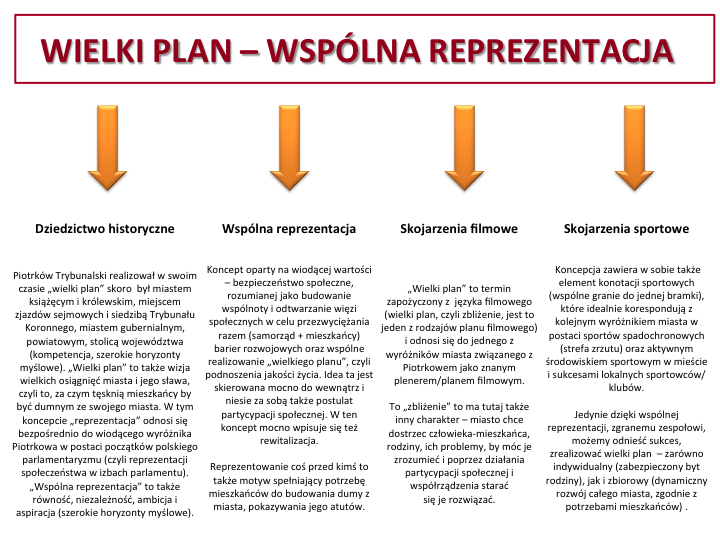 WIELKI PLAN – WSPÓLNA REPREZENTACJA
Dziedzictwo historyczne
Piotrków Trybunalski realizował w swoim
czasie „wielki plan” skoro był miastem
książęcym i królewskim, miejscem
zjazdów sejmowych i siedzibą Trybunału
Koronnego, miastem gubernialnym,
powiatowym, stolicą województwa
(kompetencja, szerokie horyzonty
myślowe). „Wielki plan” to także wizja
wielkich osiągnięć miasta i jego sława,
czyli to, za czym tęsknią mieszkańcy by
być dumnym ze swojego miasta. W tym
koncepcie „reprezentacja” odnosi się
bezpośrednio do wiodącego wyróżnika
Piotrkowa w postaci początków polskiego
parlamentaryzmu (czyli reprezentacji
społeczeństwa w izbach parlamentu).
„Wspólna reprezentacja” to także
równość, niezależność, ambicja i
aspiracja (szerokie horyzonty myślowe).
Wspólna reprezentacja
Koncept oparty na wiodącej wartości
– bezpieczeństwo społeczne,
rozumianej jako budowanie
wspólnoty i odtwarzanie więzi
społecznych w celu przezwyciężania
razem (samorząd + mieszkańcy)
barier rozwojowych oraz wspólne
realizowanie „wielkiego planu”, czyli
podnoszenia jakości życia. Idea ta jest
skierowana mocno do wewnątrz i
niesie za sobą także postulat
partycypacji społecznej. W ten
koncept mocno wpisuje się też
rewitalizacja.
Reprezentowanie coś przed kimś to
także motyw spełniający potrzebę
mieszkańców do budowania dumy z
miasta, pokazywania jego atutów.
Skojarzenia filmowe
„Wielki plan” to termin
zapożyczony z języka filmowego
(wielki plan, czyli zbliżenie, jest to
jeden z rodzajów planu filmowego)
i odnosi się do jednego z
wyróżników miasta związanego z
Piotrkowem jako znanym
plenerem/planem filmowym.
To „zbliżenie” to ma tutaj także
inny charakter – miasto chce
dostrzec człowieka-mieszkańca,
rodziny, ich problemy, by móc je
zrozumieć i poprzez działania
partycypacji społecznej i
współrządzenia starać
się je rozwiązać.
Skojarzenia sportowe
Koncepcja zawiera w sobie także
element konotacji sportowych
(wspólne granie do jednej bramki),
które idealnie korespondują z
kolejnym wyróżnikiem miasta w
postaci sportów spadochronowych
(strefa zrzutu) oraz aktywnym
środowiskiem sportowym w mieście
i sukcesami lokalnych sportowców/
klubów.
Jedynie dzięki wspólnej
reprezentacji, zgranemu zespołowi,
możemy odnieść sukces,
zrealizować wielki plan – zarówno
indywidualny (zabezpieczony byt
rodziny), jak i zbiorowy (dynamiczny
rozwój całego miasta, zgodnie z
potrzebami mieszkańców) .